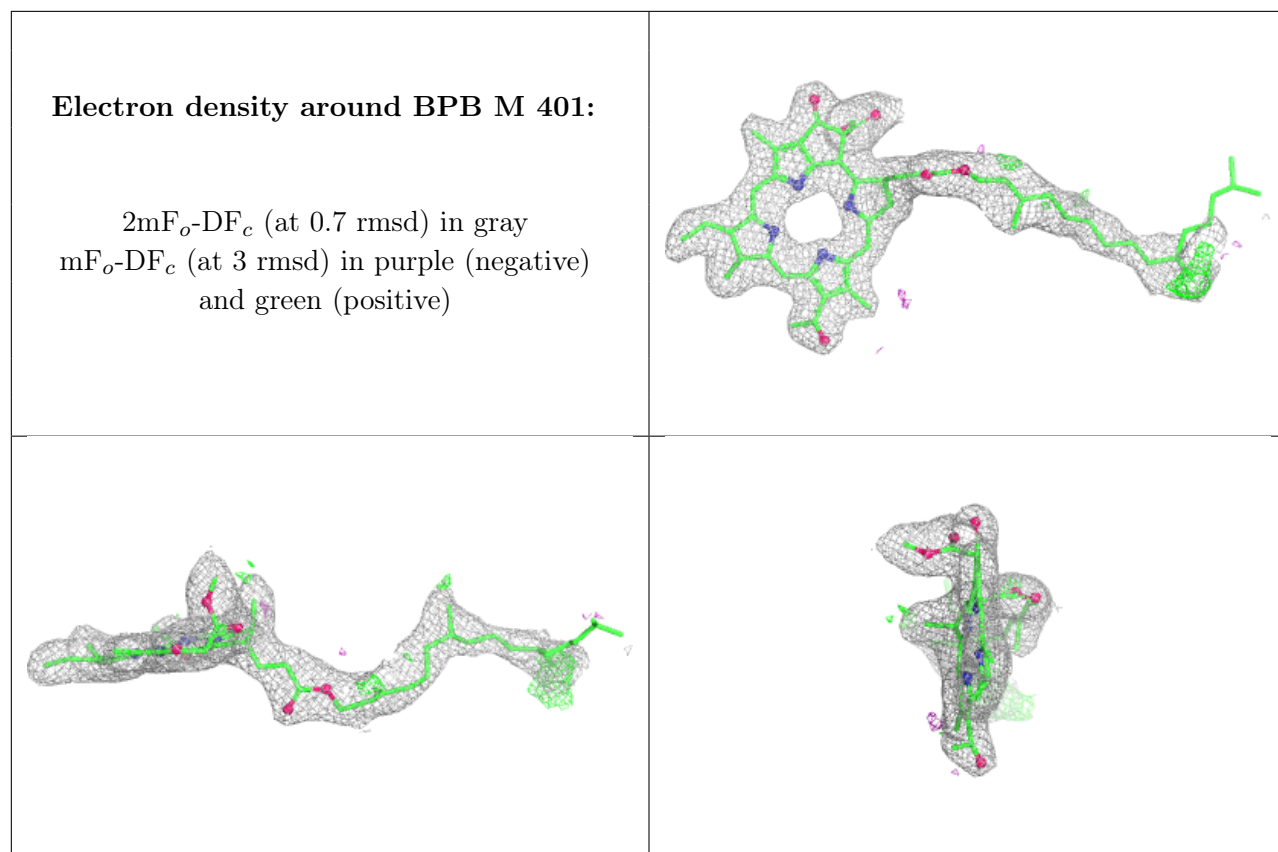 Electron density around BPB M 401:
2mFo-DFc (at 0.7 rmsd) in gray
mFo-DFc (at 3 rmsd) in purple (negative)
and green (positive)